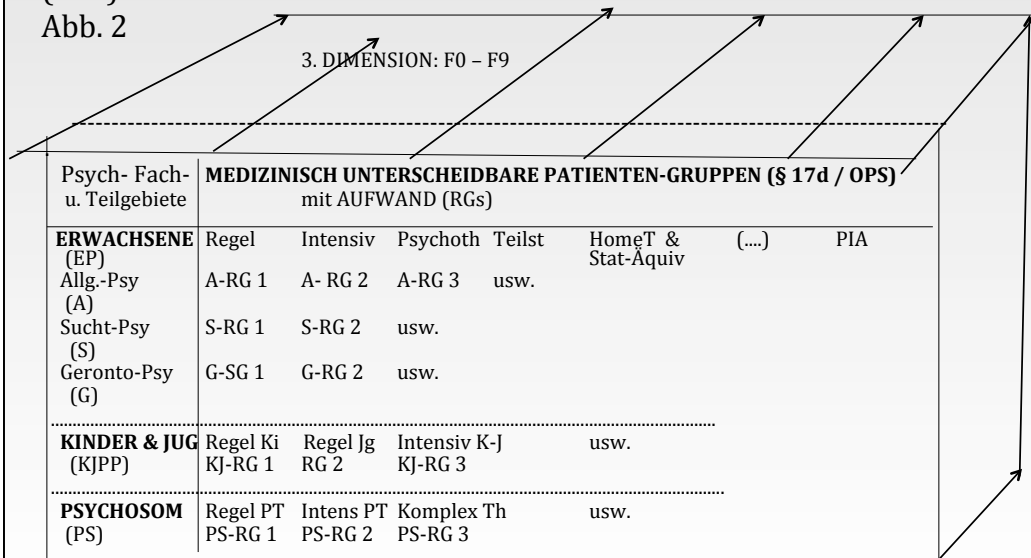 Abb. 2
3. DIMENSION: F0 – F9
Psych- Fach- MEDIZINISCH UNTERSCHEIDBARE PATIENTEN-GRUPPEN (§ 17d / OPS)
u. Teilgebiete mit AUFWAND (RGs)
ERWACHSENE Regel Intensiv Psychoth Teilst HomeT & (....) PIA
(EP) Stat-Äquiv
Allg.-Psy A-RG 1 A- RG 2 A-RG 3 usw.
(A)
Sucht-Psy S-RG 1 S-RG 2 usw.
(S)
Geronto-Psy G-SG 1 G-RG 2 usw.
(G)
KINDER & JUG Regel Ki Regel Jg Intensiv K-J usw.
(KJPP) KJ-RG 1 RG 2 KJ-RG 3
PSYCHOSOM Regel PT Intens PT Komplex Th usw.
(PS) PS-RG 1 PS-RG 2 PS-RG 3